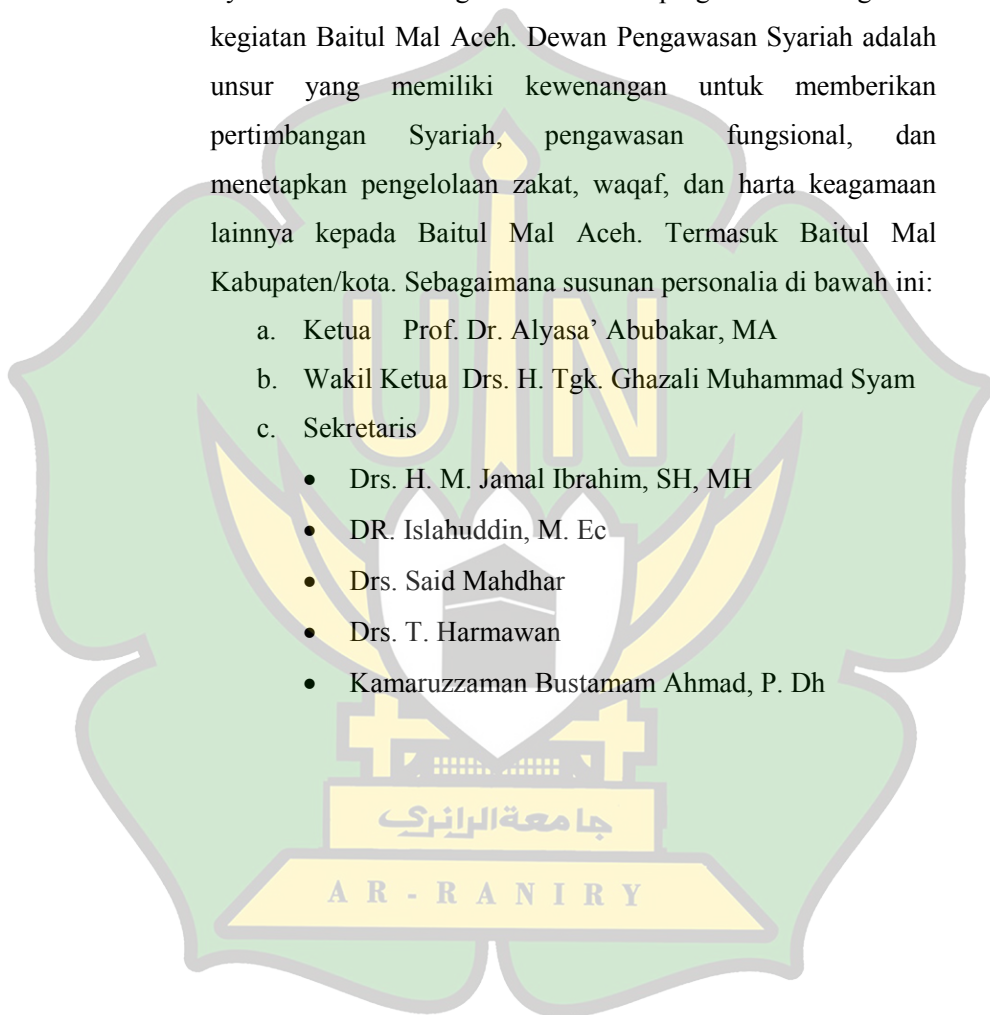 kegiatan Baitul Mal Aceh. Dewan Pengawasan Syariah adalah
unsur yang memiliki kewenangan untuk memberikan
pertimbangan Syariah, pengawasan fungsional, dan
menetapkan pengelolaan zakat, waqaf, dan harta keagamaan
lainnya kepada Baitul Mal Aceh. Termasuk Baitul Mal
Kabupaten/kota. Sebagaimana susunan personalia di bawah ini:
a. Ketua Prof. Dr. Alyasa’ Abubakar, MA
b. Wakil Ketua Drs. H. Tgk. Ghazali Muhammad Syam
c. Sekretaris
• Drs. H. M. Jamal Ibrahim, SH, MH
• DR. Islahuddin, M. Ec
• Drs. Said Mahdhar
• Drs. T. Harmawan
• Kamaruzzaman Bustamam Ahmad, P. Dh
UIN
جامعةالرانري
AR-RANIRY